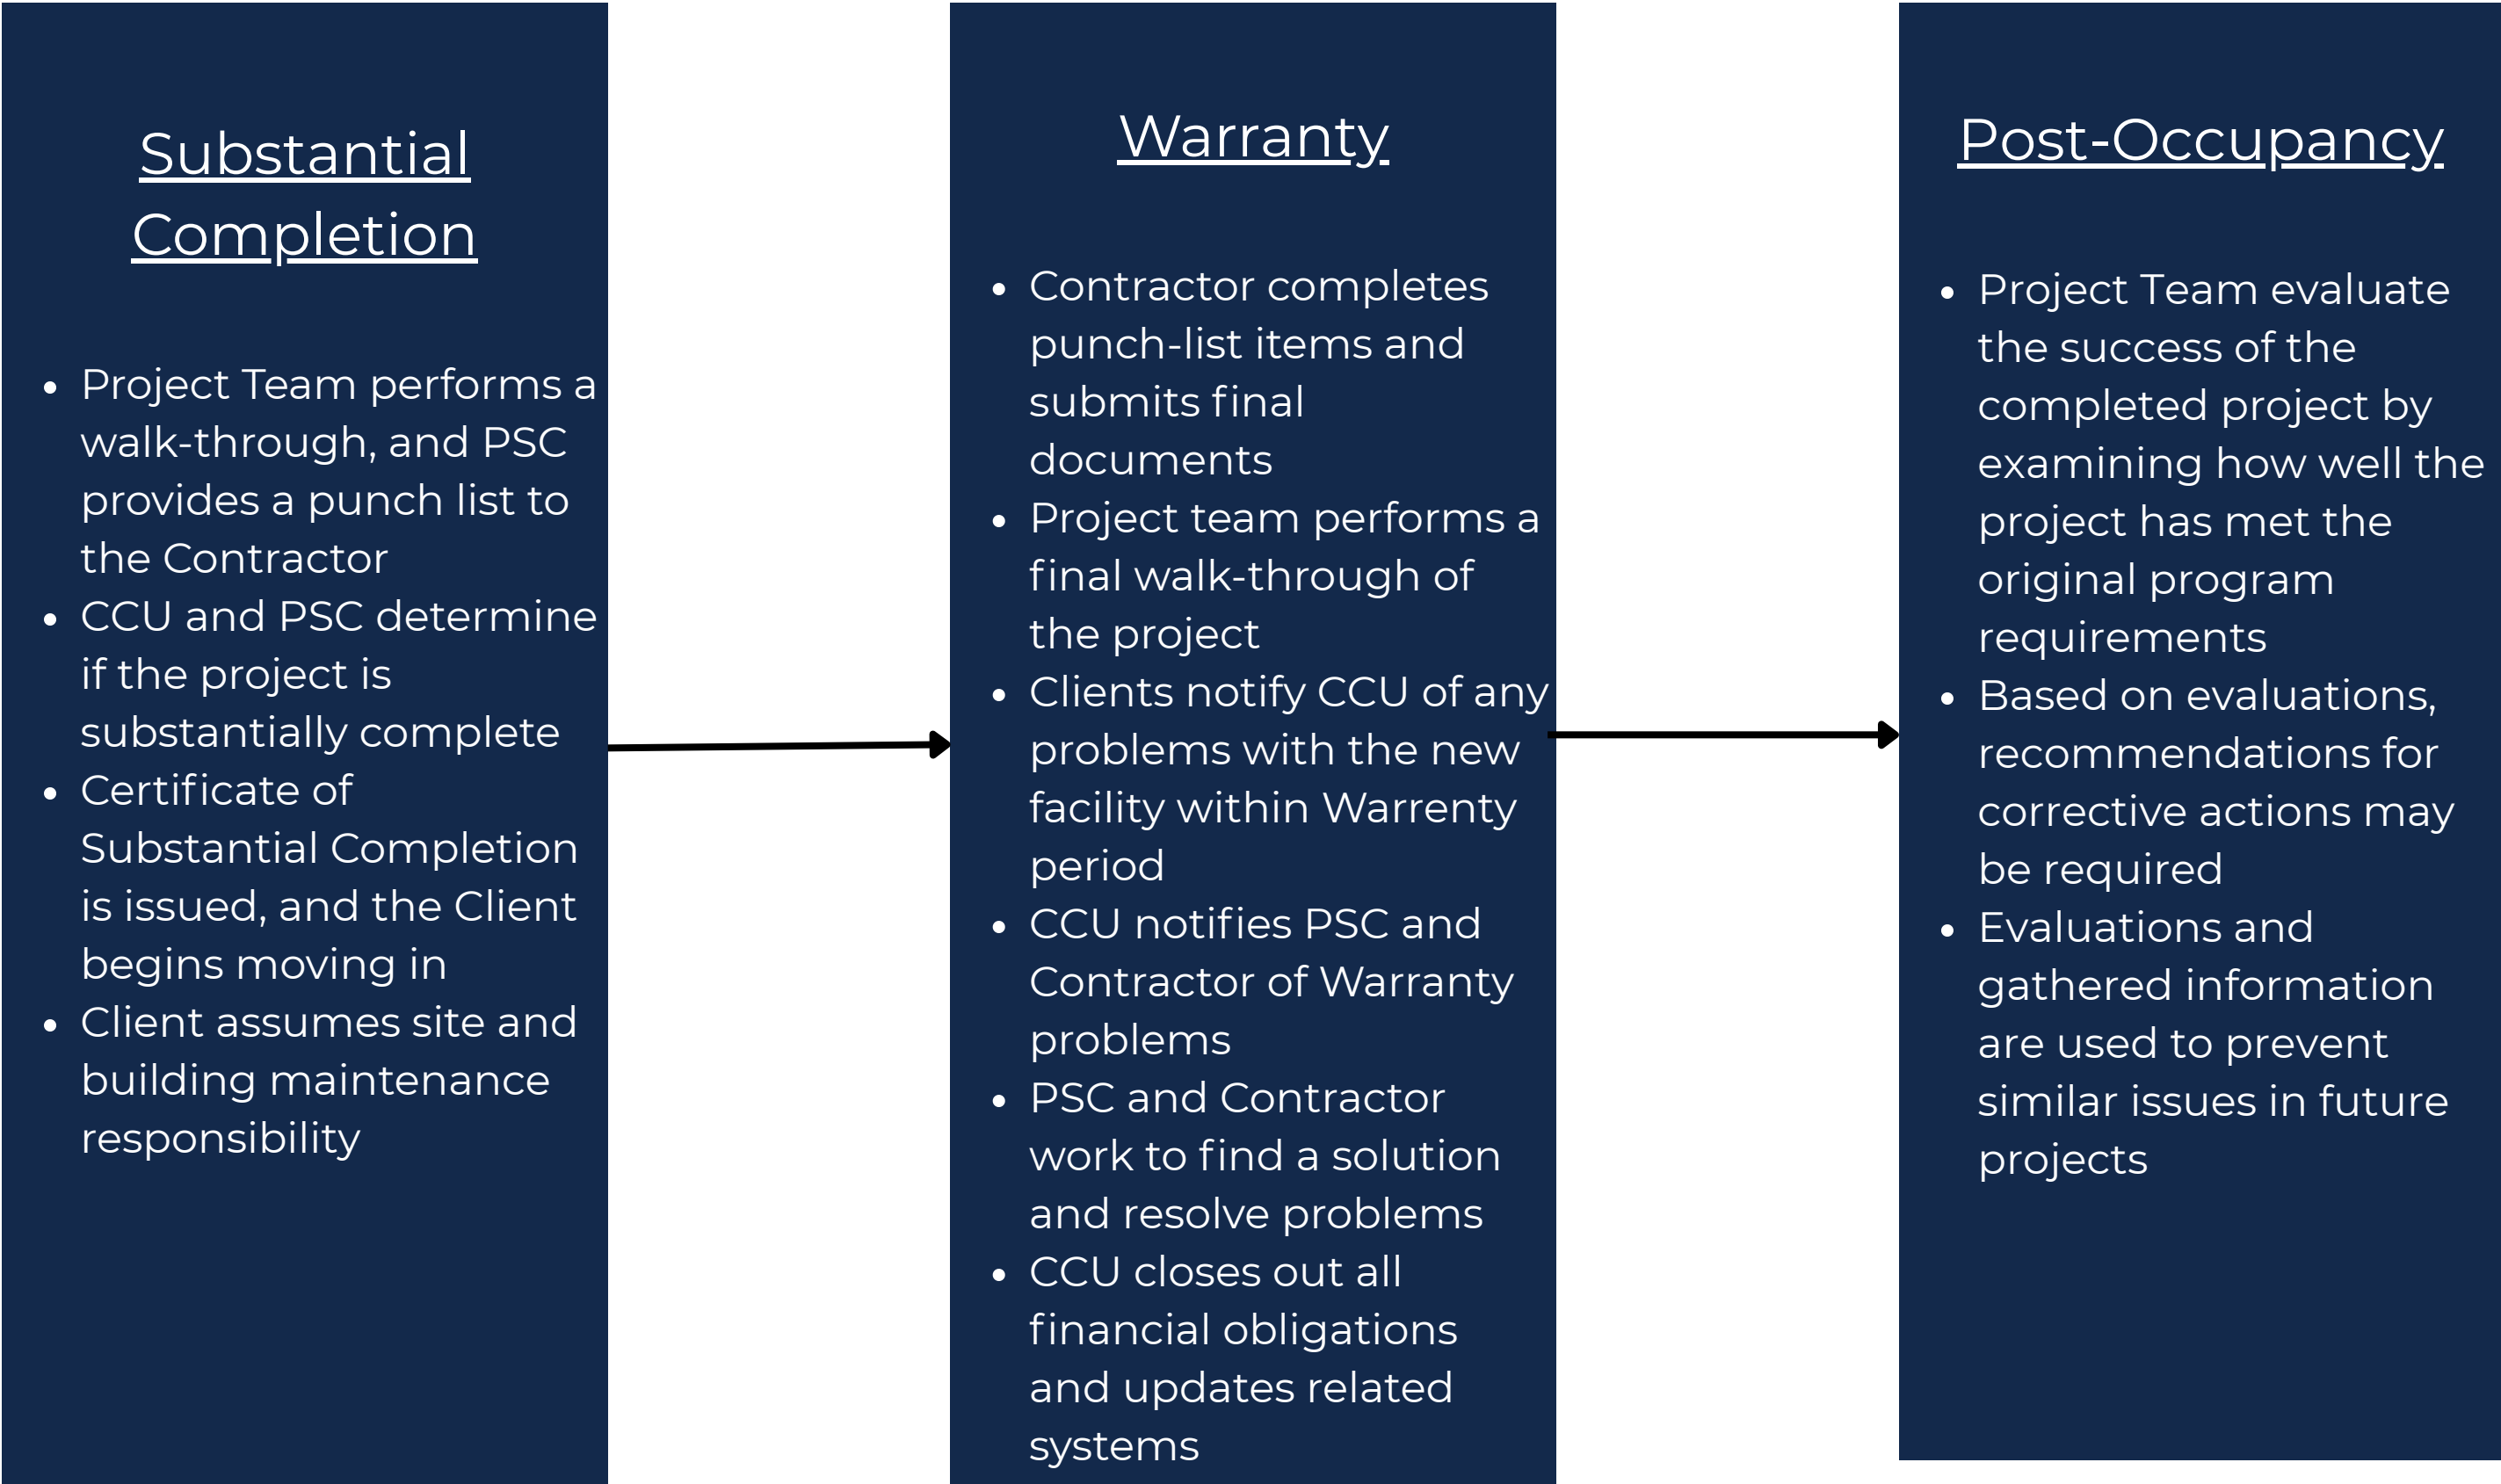 Substantial
Completion
• Project Team performs a
walk-through, and PSC
provides a punch list to
the Contractor
• CCU and PSC determine
if the project is
substantially complete
• Certificate of
Substantial Completion
is issued, and the Client
begins moving in
• Client assumes site and
building maintenance
responsibility
Warranty
• Contractor completes
punch-list items and
submits final
documents
• Project team performs a
final walk-through of
the project
• Clients notify CCU of any
problems with the new
facility within Warrenty
period
• CCU notifies PSC and
Contractor of Warranty
problems
• PSC and Contractor
work to find a solution
and resolve problems
• CCU closes out all
financial obligations
and updates related
systems
Post-Occupancy
• Project Team evaluate
the success of the
completed project by
examining how well the
project has met the
original program
requirements
• Based on evaluations,
recommendations for
corrective actions may
be required
• Evaluations and
gathered information
are used to prevent
similar issues in future
projects